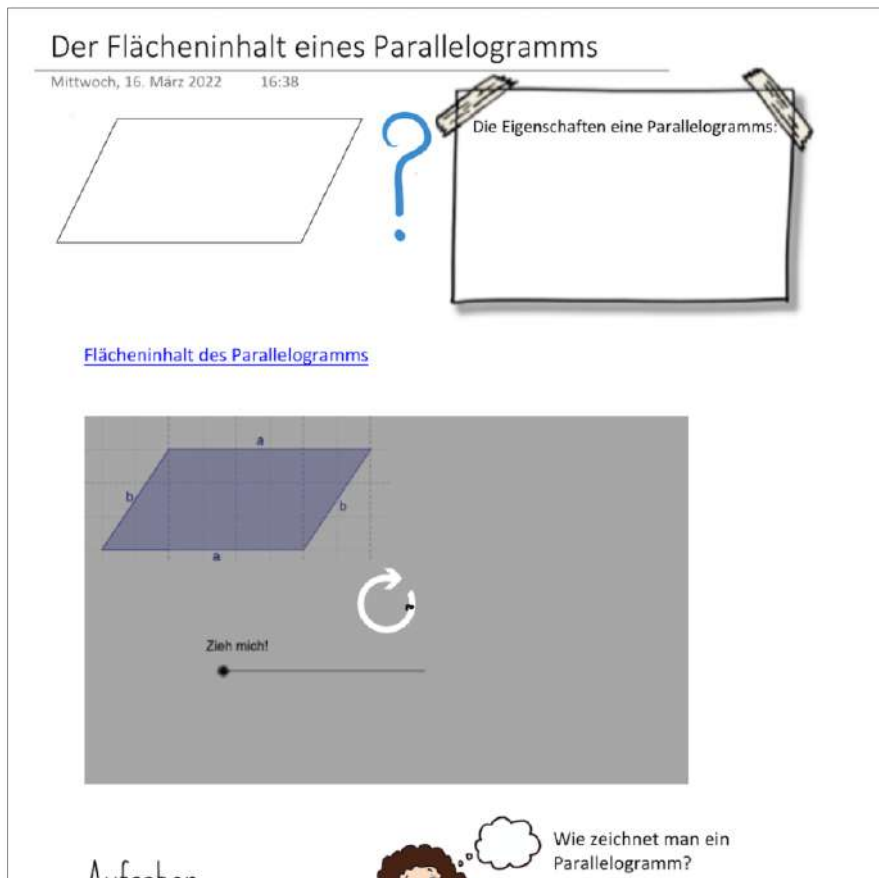 Der Flächeninhalt eines Parallelogramms
Mittwoch, 16. März 2022 16:38
?
Die Eigenschaften eine Parallelogramms:
Flächeninhalt des Parallelogramms
a
b
b
a
Zieh mich!
Wie zeichnet man ein
Parallelogramm?
Aufgaben